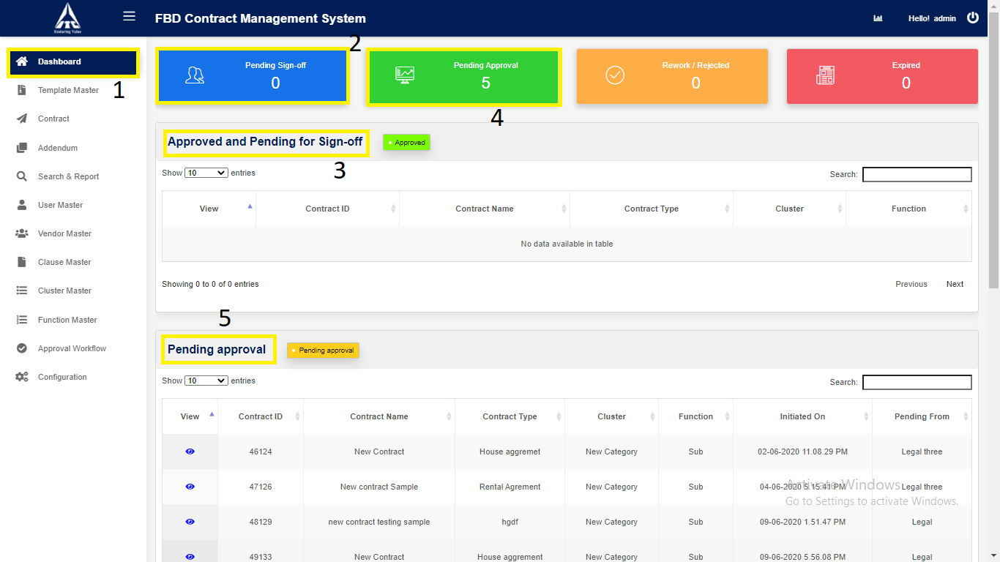 FBD Contract Management System
Hello! admin
Enduring Value
Dashboard
1
Template Master
Contract
Addendum
Search & Report
User Master
Vendor Master
Clause Master
Cluster Master
Function Master
Approval Workflow
Configuration
2
Pending Sign-off
0
Pending Approval
5
Rework / Rejected
0
Expired
0
4
Approved and Pending for Sign-off
Approved
3
Show 10 entries
Search:
View Contract ID Contract Name Contract Type Cluster Function
No data available in table
Showing 0 to 0 of 0 entries
Previous Next
5
Pending approval
Pending approval
Show 10 entries
Search:
View Contract ID Contract Name Contract Type Cluster Function Initiated On Pending From
46124 New Contract House aggremet New Category Sub 02-06-2020 11.08.29 PM Legal three
47126 New contract Sample Rental Agrement New Category Sub 04-06-2020 5.15.41 PM Legal three
48129 new contract testing sample hgdf New Category Sub 09-06-2020 1.51.47 PM Legal
49133 New Contract House aggrement New Category Sub 09-06-2020 5.56.08 PM Legal
Activate Windows
Go to Settings to activate Windows.